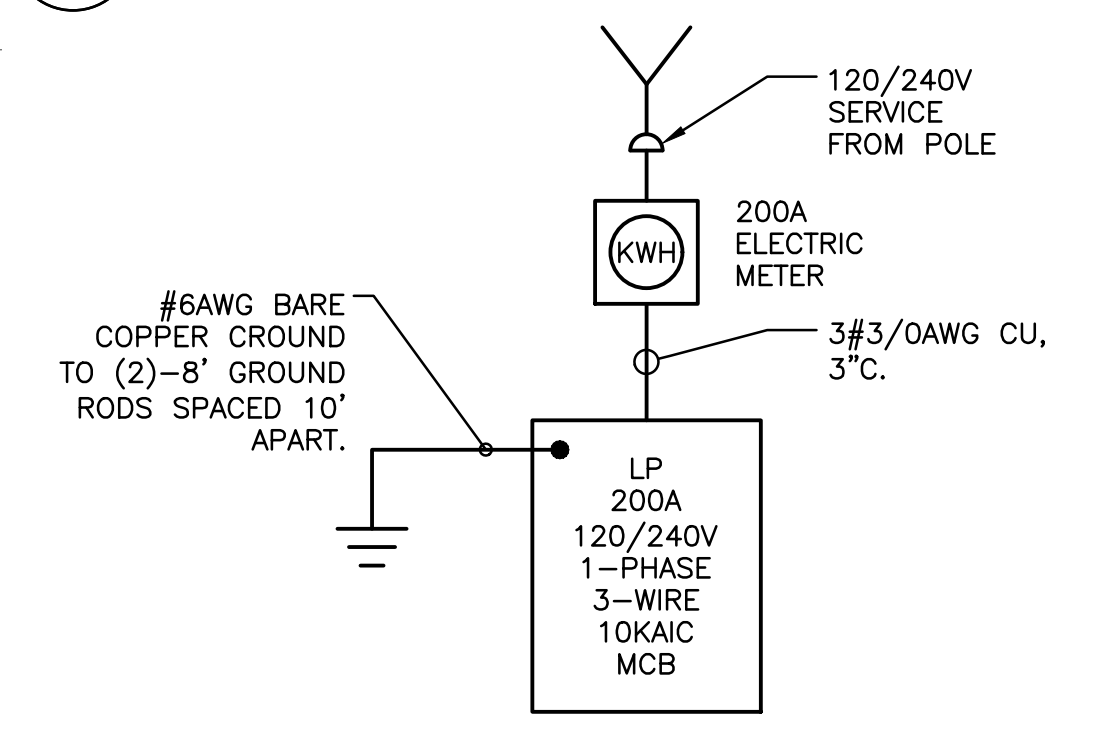 120/240V
SERVICE
FROM POLE
200A
ELECTRIC
METER
KWH
#6AWG BARE
COPPER CROUND
TO (2)-8' GROUND
RODS SPACED 10'
APART.
3#3/0AWG CU,
3"C.
LP
200A
120/240V
1-PHASE
3-WIRE
10KAIC
MCB